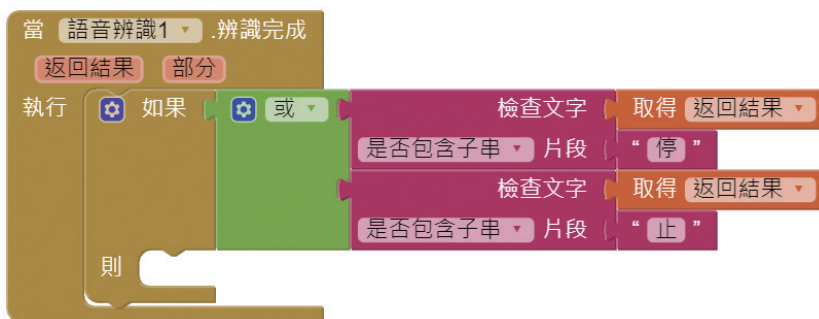 當 語音辨識1 .辨識完成
返回結果 部分
執行 如果 或 檢查文字 取得 返回結果
是否包含子串 片段 “ 停 ”
檢查文字 取得 返回結果
是否包含子串 片段 “ 止 ”
則